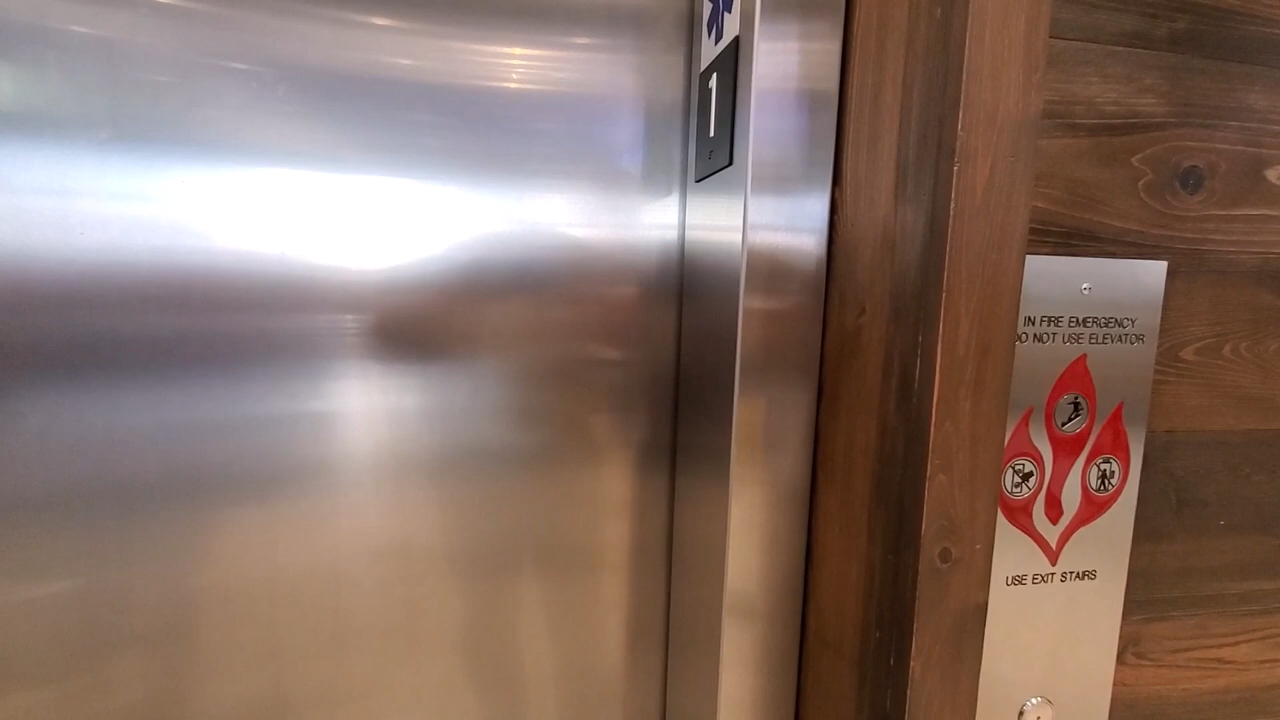 1
IN FIRE EMERGENCY
DO NOT USE ELEVATOR
USE EXIT STAIRS